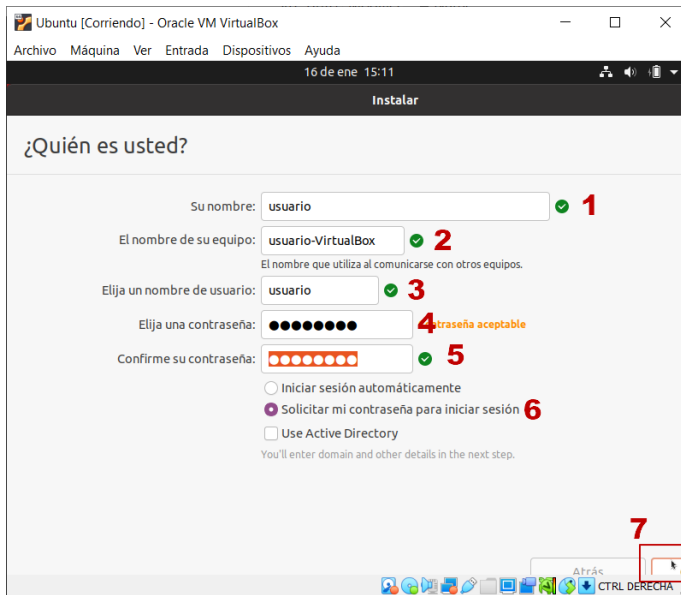 Ubuntu [Corriendo] - Oracle VM VirtualBox
Archivo Máquina Ver Entrada Dispositivos Ayuda
16 de ene 15:11
Instalar
¿Quién es usted?
Su nombre: usuario 1
El nombre de su equipo: usuario-VirtualBox 2
El nombre que utiliza al comunicarse con otros equipos.
Elija un nombre de usuario: usuario 3
Elija una contraseña: ●●●●●●●● 4 traseña aceptable
Confirme su contraseña: ●●●●●●●● 5
Iniciar sesión automáticamente
Solicitar mi contraseña para iniciar sesión 6
Use Active Directory
You'll enter domain and other details in the next step.
7
Atrás
CTRL DERECHA